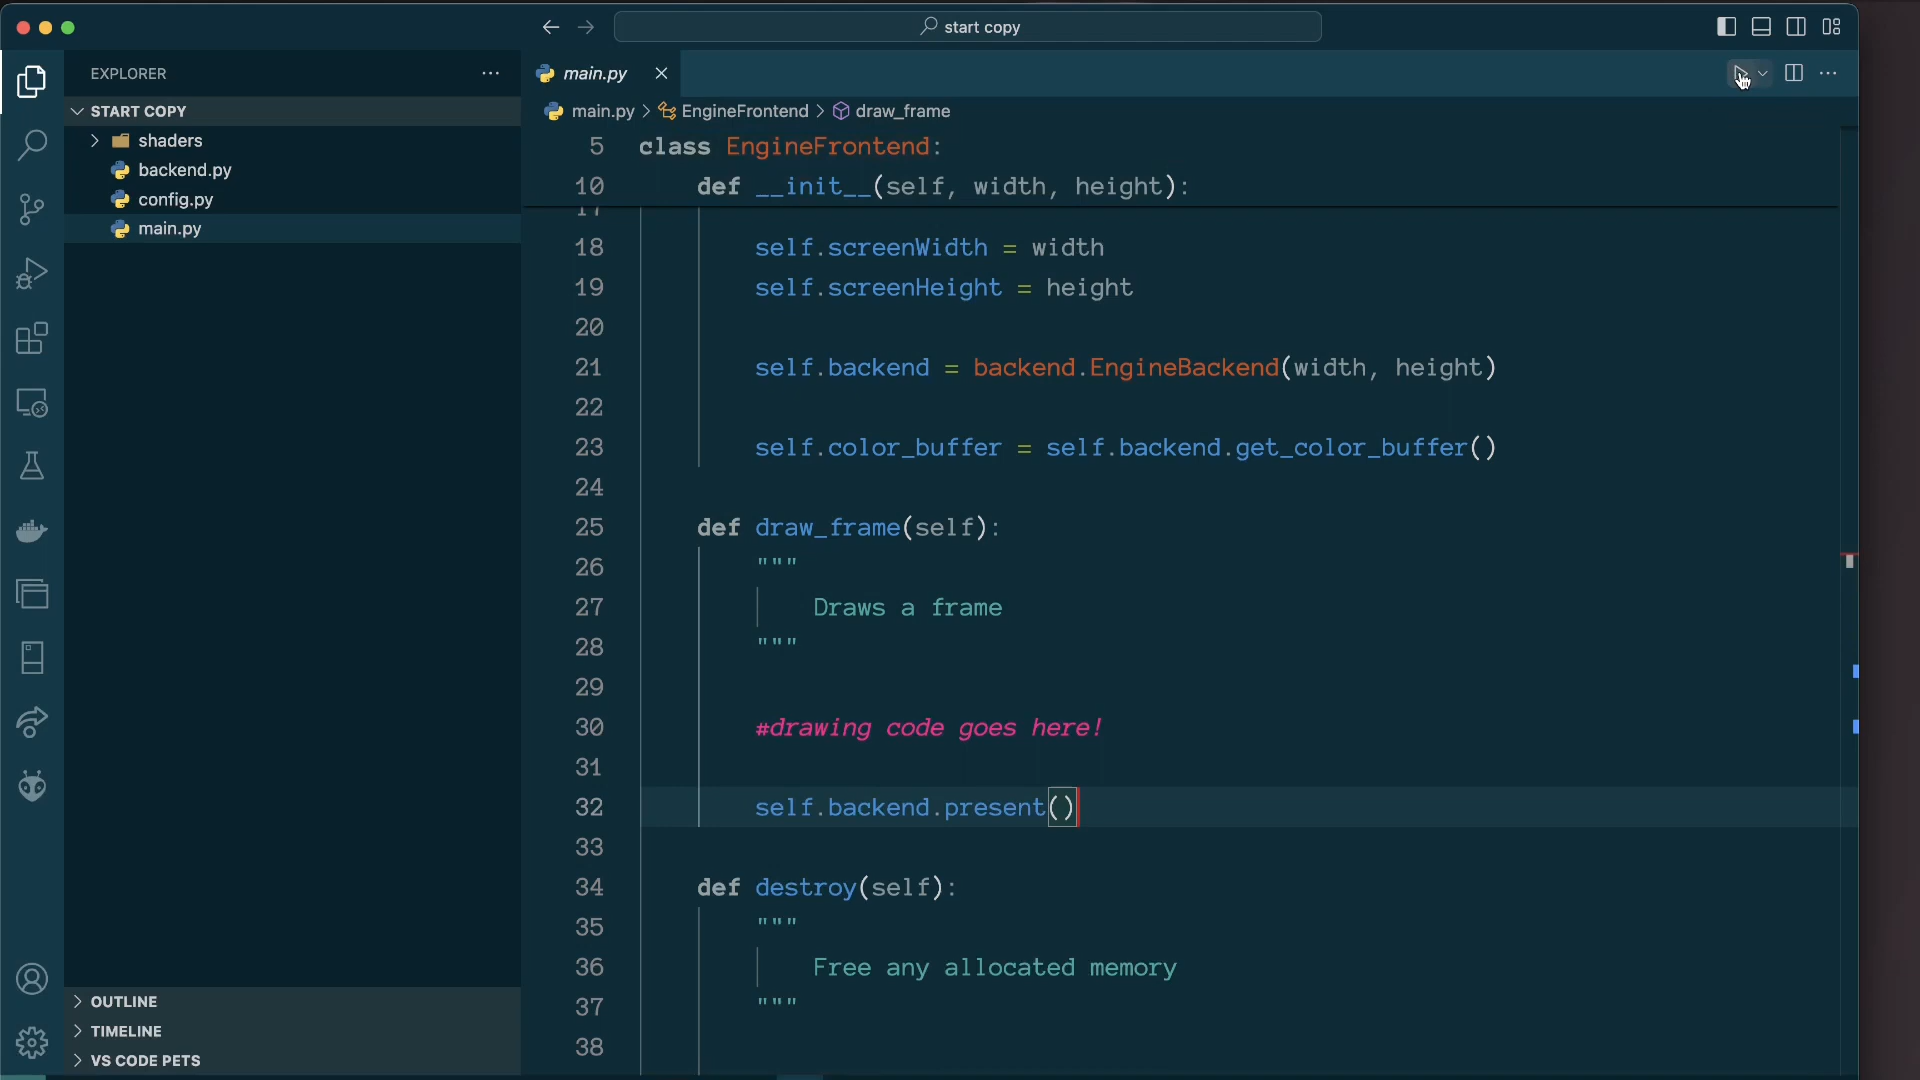 start copy
EXPLORER
START COPY
shaders
backend.py
config.py
main.py
OUTLINE
TIMELINE
VS CODE PETS
main.py
main.py > EngineFrontend > draw_frame
5 class EngineFrontend:
10 def __init__(self, width, height):
17
18 self.screenWidth = width
19 self.screenHeight = height
20
21 self.backend = backend.EngineBackend(width, height)
22
23 self.color_buffer = self.backend.get_color_buffer()
24
25 def draw_frame(self):
26 """
27 Draws a frame
28 """
29
30 #drawing code goes here!
31
32 self.backend.present()
33
34 def destroy(self):
35 """
36 Free any allocated memory
37 """
38